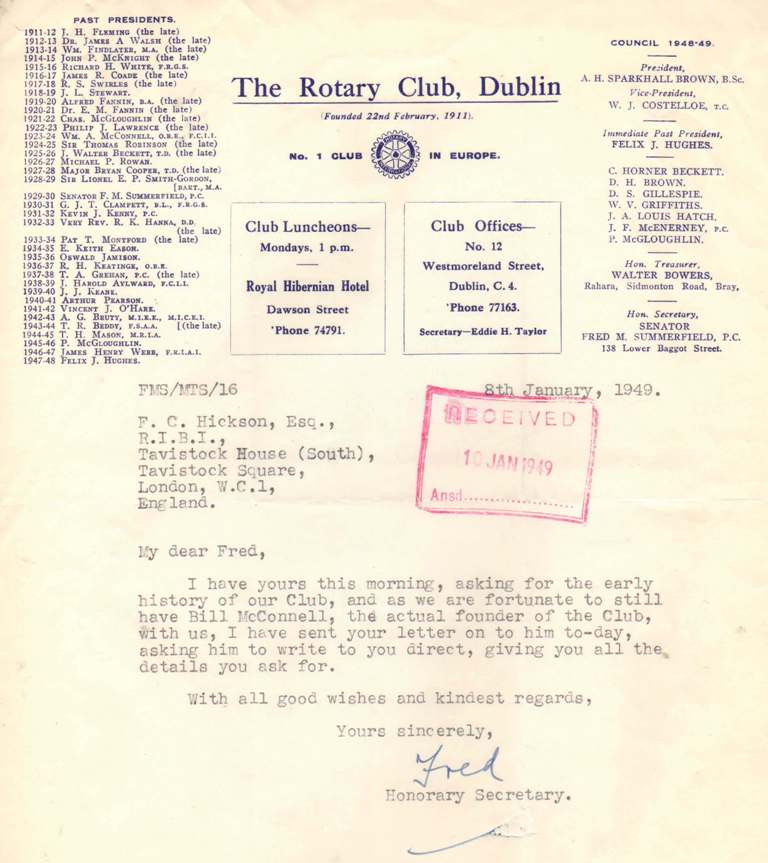 PAST PRESIDENTS.
1911-12 J. H. FLEMING (the late)
1912-13 DR. JAMES A WALSH (the late)
1913-14 WM. FINDLATER, M.A. (the late)
1914-15 JOHN P. MCKNIGHT (the late)
1915-16 RICHARD H. WHITE, F.R.G.S.
1916-17 JAMES R. COADE (the late)
1917-18 R. S. SWIRLES (the late)
1918-19 J. L. STEWART.
1919-20 ALFRED FANNIN, B.A. (the late)
1920-21 DR. E. M. FANNIN (the late)
1921-22 CHAS. MCGLOUGHLIN (the late)
1922-23 PHILIP J. LAWRENCE (the late)
1923-24 WM. A. MCCONNELL, O.B.E., F.C.I.I.
1924-25 SIR THOMAS ROBINSON (the late)
1925-26 J. WALTER BECKETT, T.D. (the late)
1926-27 MICHAEL P. ROWAN.
1927-28 MAJOR BRYAN COOPER, T.D. (the late)
1928-29 SIR LIONEL E. P. SMITH-GORDON,
[BART., M.A.
1929-30 SENATOR F. M. SUMMERFIELD, P.C.
1930-31 G. J. T. CLAMPETT, B.L., F.R.G.S.
1931-32 KEVIN J. KENNY, P.C.
1932-33 VERY REV. R. K. HANNA, D.D.
(the late)
1933-34 PAT T. MONTFORD (the late)
1934-35 E. KEITH EASON.
1935-36 OSWALD JAMISON.
1936-37 R. H. KEATINGE, O.B.E.
1937-38 T. A. GREHAN, P.C. (the late)
1938-39 J. HAROLD AYLWARD, F.C.I.I.
1939-40 J. J. KEANE.
1940-41 ARTHUR PEARSON.
1941-42 VINCENT J. O'HARE.
1942-43 A. G. BRUTY, M.I.E.E., M.I.C.E.I.
1943-44 T. R. BEDDY, F.S.A.A. [(the late)
1944-45 T. H. MASON, M.R.I.A.
1945-46 P. MCGLOUGHLIN.
1946-47 JAMES HENRY WEBB, F.R.I.A.I.
1947-48 FELIX J. HUGHES.
The Rotary Club, Dublin
(Founded 22nd February, 1911).
No. 1 CLUB IN EUROPE.
Club Luncheons—
Mondays, 1 p.m.
Royal Hibernian Hotel
Dawson Street
'Phone 74791.
Club Offices—
No. 12
Westmoreland Street,
Dublin, C. 4.
'Phone 77163.
Secretary—Eddie H. Taylor
COUNCIL 1948-49.
President,
A. H. SPARKHALL BROWN, B.Sc.
Vice-President,
W. J. COSTELLOE, T.C.
Immediate Past President,
FELIX J. HUGHES.
C. HORNER BECKETT.
D. H. BROWN.
D. S. GILLESPIE.
W. V. GRIFFITHS.
J. A. LOUIS HATCH.
J. F. McENERNEY, P.C.
P. McGLOUGHLIN.
Hon. Treasurer,
WALTER BOWERS,
Rahara, Sidmonton Road, Bray,
Hon. Secretary,
SENATOR
FRED M. SUMMERFIELD, P.C.
138 Lower Baggot Street.
FMS/MTS/16
8th January, 1949.
F. C. Hickson, Esq.,
R.I.B.I.,
Tavistock House (South),
Tavistock Square,
London, W.C.1,
England.
RECEIVED
10 JAN 1949
Ansd.....................
My dear Fred,
I have yours this morning, asking for the early
history of our Club, and as we are fortunate to still
have Bill McConnell, the actual founder of the Club,
with us, I have sent your letter on to him to-day,
asking him to write to you direct, giving you all the
details you ask for.
With all good wishes and kindest regards,
Yours sincerely,
Fred
Honorary Secretary.